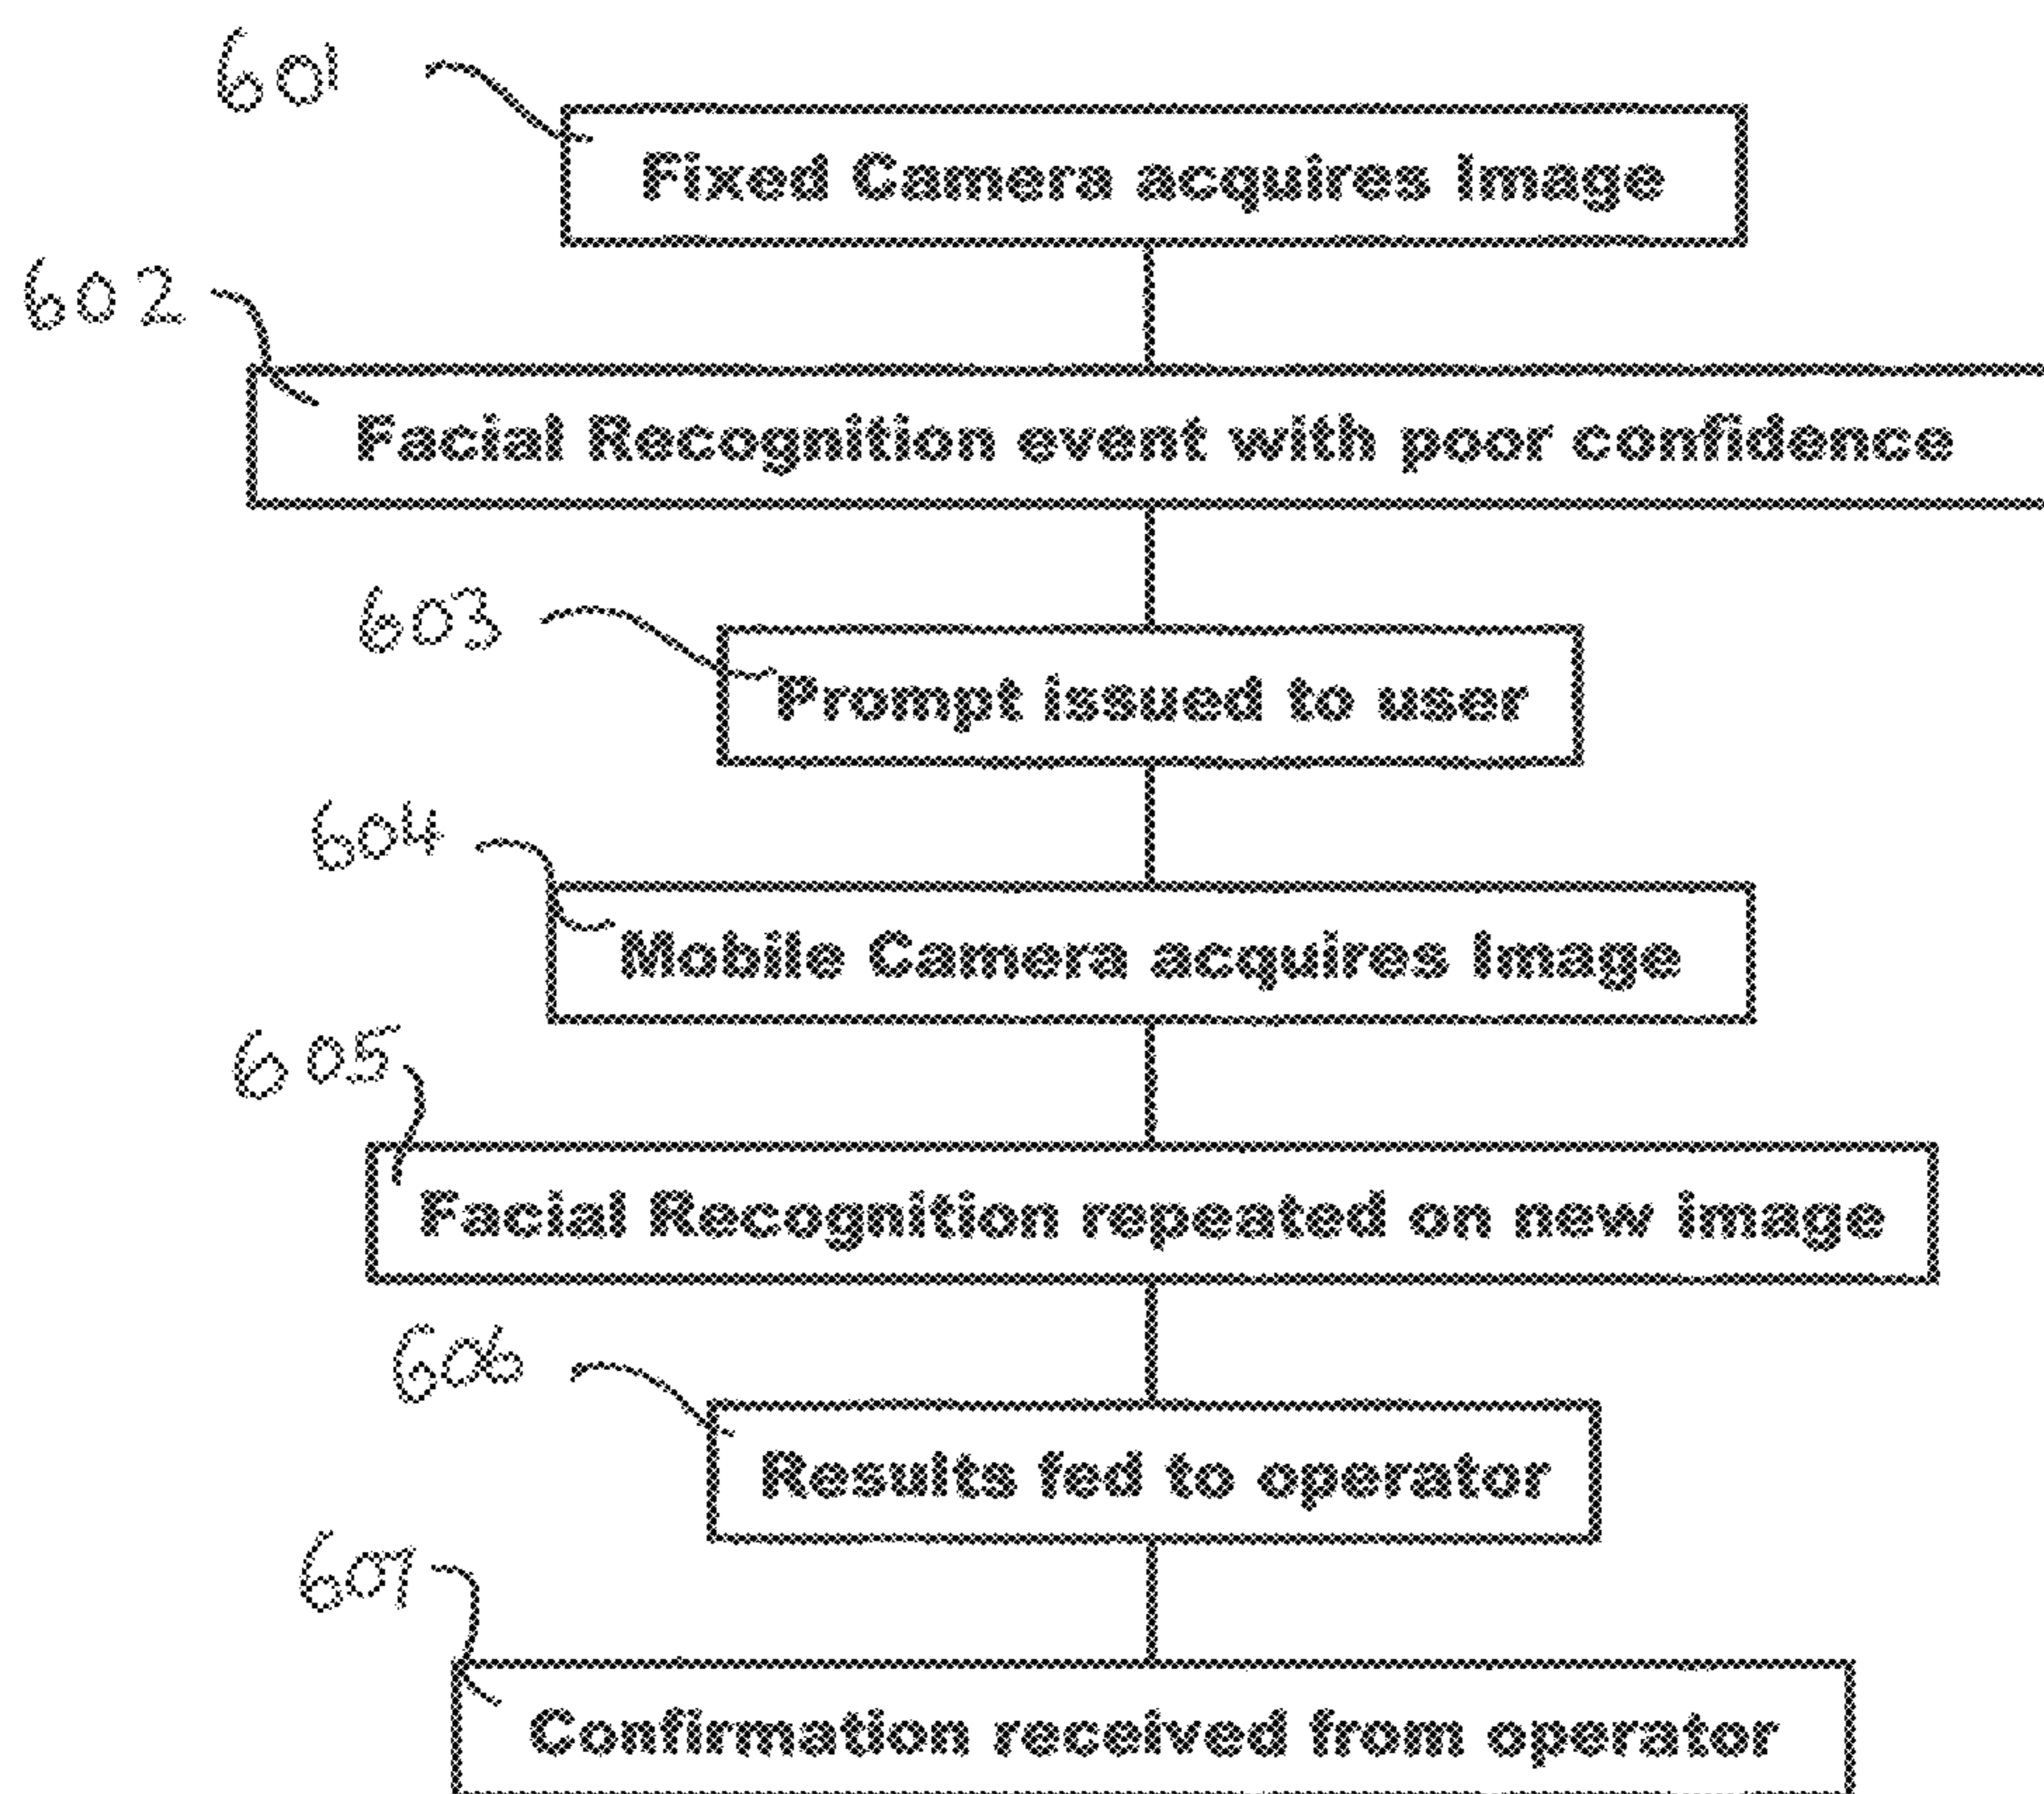 601
Fixed Camera acquires Image
602
Facial Recognition event with poor confidence
603
Prompt issued to user
604
Mobile Camera acquires Image
605
Facial Recognition repeated on new image
606
Results fed to operator
607
Confirmation received from operator